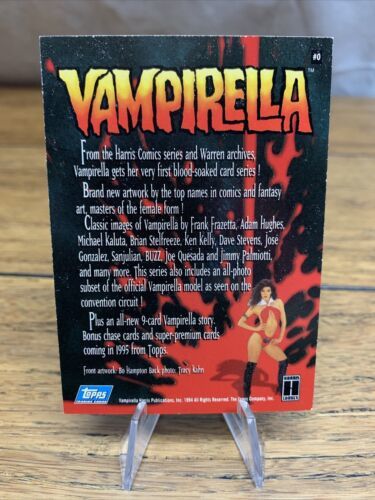 #0
VAMPIRELLA™
From the Harris Comics series and Warren archives,
Vampirella gets her very first blood-soaked card series !
Brand new artwork by the top names in comics and fantasy
art, masters of the female form !
Classic images of Vampirella by Frank Frazetta, Adam Hughes,
Michael Kaluta, Brian Stelfreeze, Ken Kelly, Dave Stevens, José
Gonzalez, Sanjulian, BUZZ, Joe Quesada and Jimmy Palmiotti,
and many more. This series also includes an all-photo
subset of the official Vampirella model as seen on the
convention circuit !
Plus an all-new 9-card Vampirella story.
Bonus chase cards and super-premium cards
coming in 1995 from Topps.
Front artwork: Bo Hampton Back photo: Tracy Kahn
TOPPS
HARRIS
COMICS
Vampirella Harris Publications, Inc. 1994 All Rights Reserved. The Topps Company, Inc.